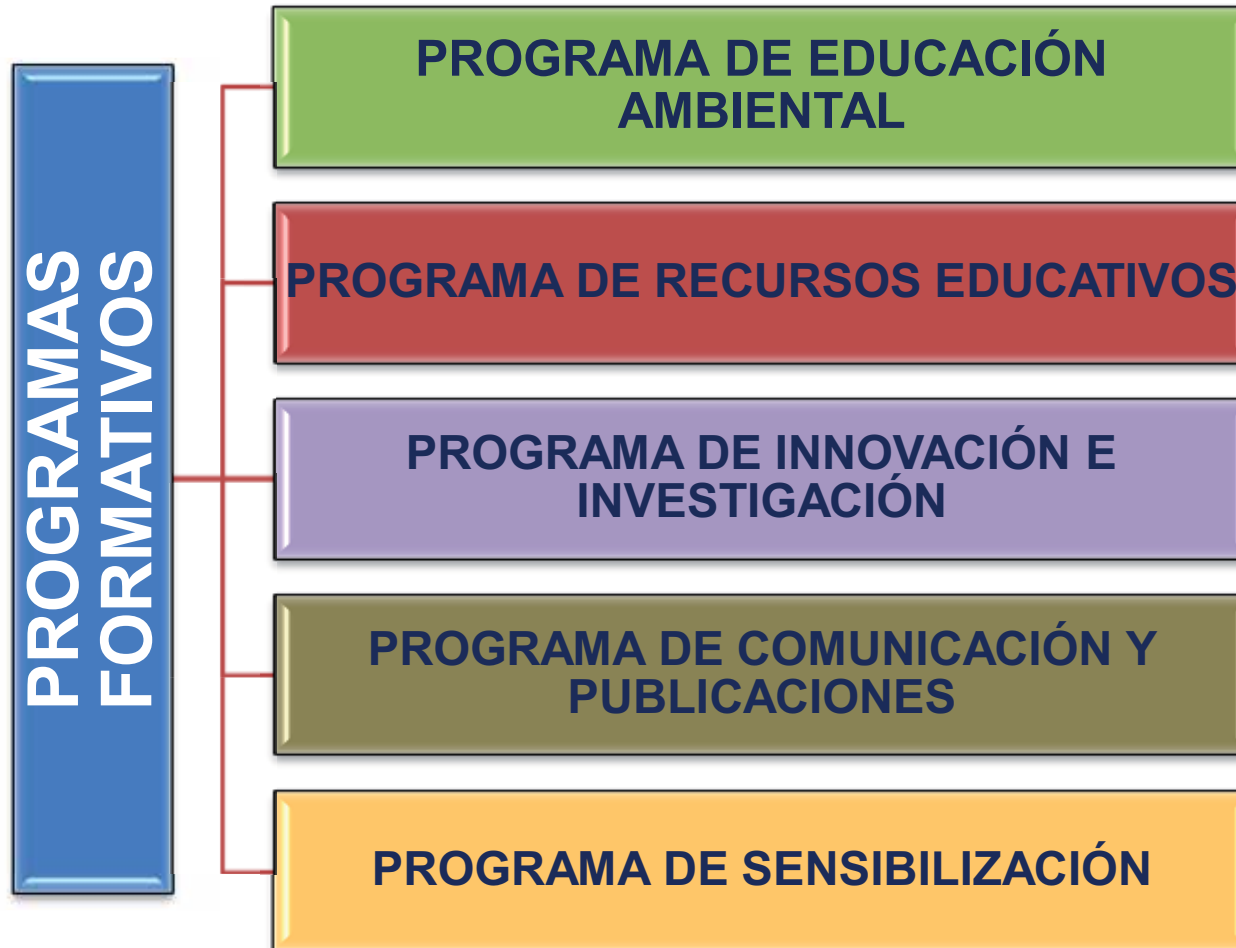 PROGRAMAS
FORMATIVOS
PROGRAMA DE EDUCACIÓN
AMBIENTAL
PROGRAMA DE RECURSOS EDUCATIVOS
PROGRAMA DE INNOVACIÓN E
INVESTIGACIÓN
PROGRAMA DE COMUNICACIÓN Y
PUBLICACIONES
PROGRAMA DE SENSIBILIZACIÓN